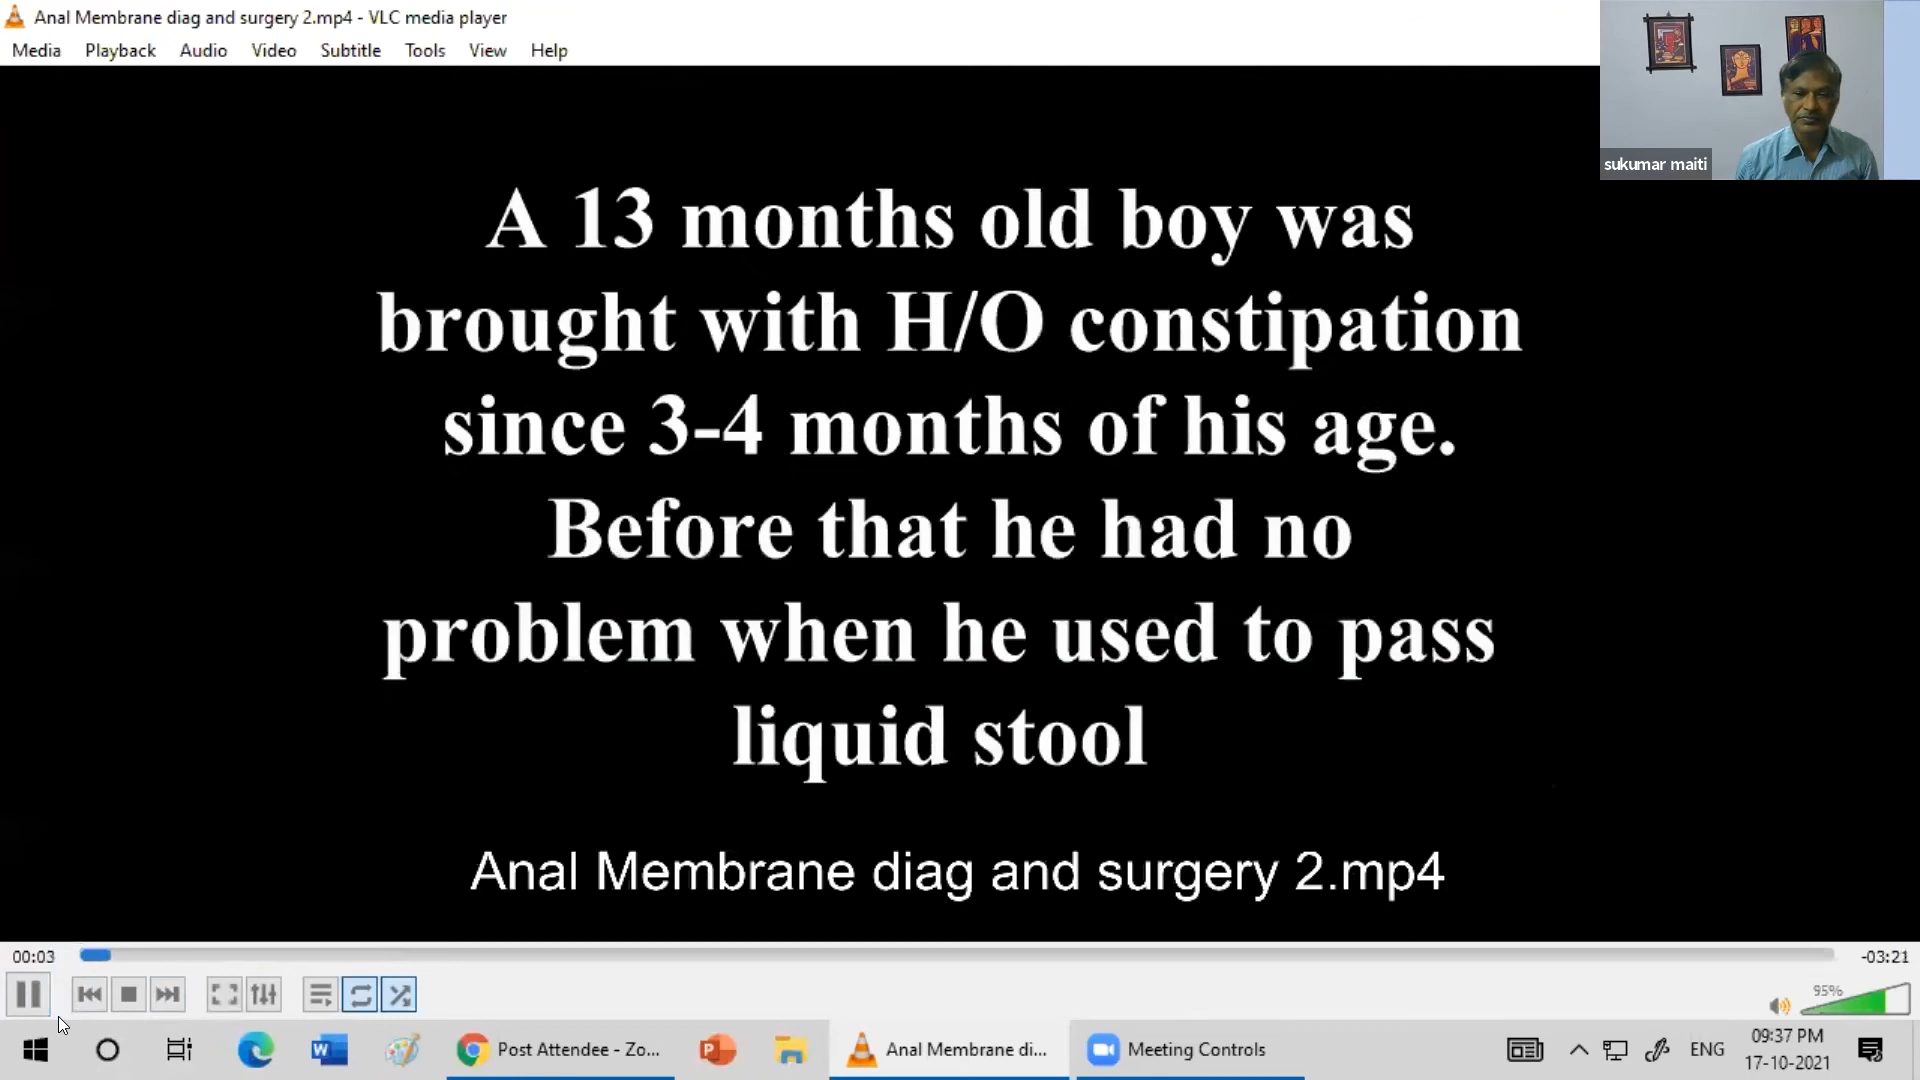 Anal Membrane diag and surgery 2.mp4 - VLC media player
Media Playback Audio Video Subtitle Tools View Help
sukumar maiti
A 13 months old boy was
brought with H/O constipation
since 3-4 months of his age.
Before that he had no
problem when he used to pass
liquid stool
Anal Membrane diag and surgery 2.mp4
00:03
-03:21
95%
Post Attendee - Zo...
Anal Membrane di...
Meeting Controls
ENG
09:37 PM
17-10-2021